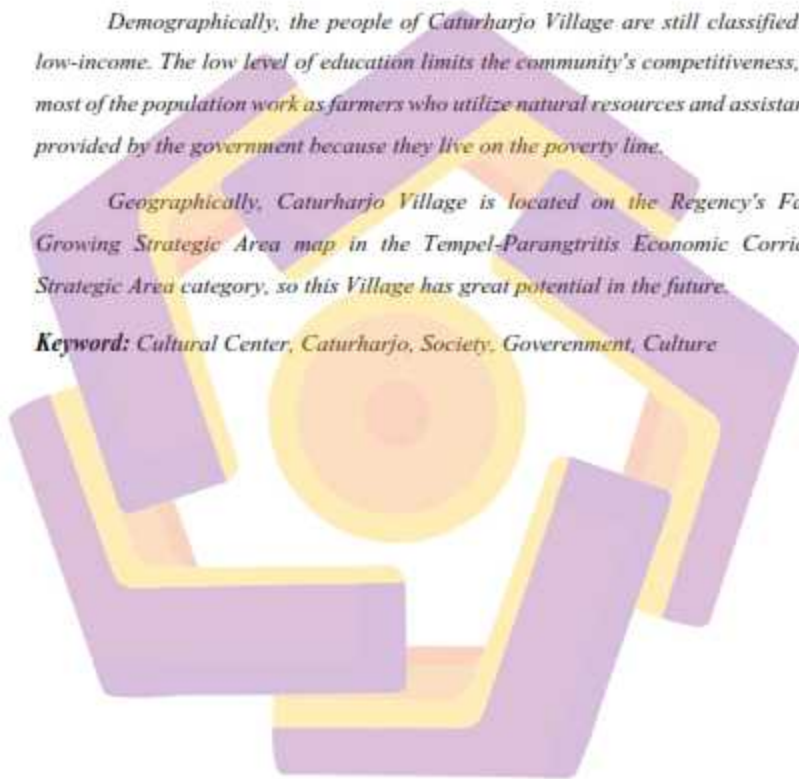 Demographically, the people of Caturharjo Village are still classified
low-income. The low level of education limits the community's competitiveness,
most of the population work as farmers who utilize natural resources and assistan
provided by the government because they live on the poverty line.
Geographically, Caturharjo Village is located on the Regency's Fa
Growing Strategic Area map in the Tempel-Parangtritis Economic Corrid
Strategic Area category, so this Village has great potential in the future.
Keyword: Cultural Center, Caturharjo, Society, Goverenment, Culture